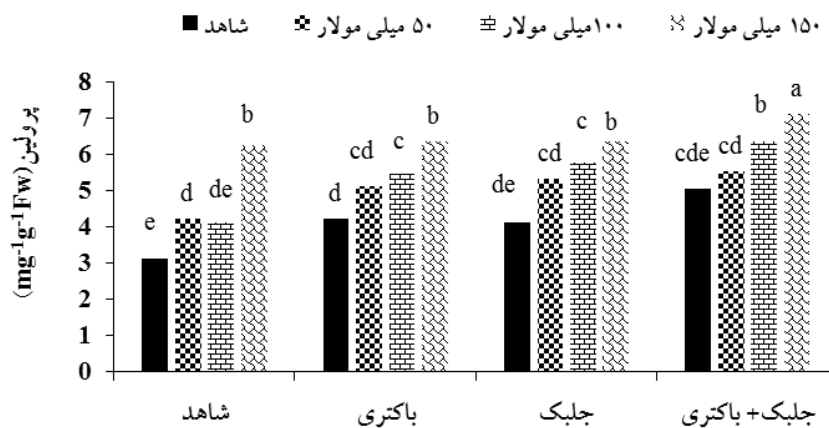 شاهد ۵۰ میلی مولار ۱۰۰میلی مولار ۱۵۰ میلی مولار
پرولین(mg-1g-1Fw)
8
7
6
5
4
3
2
1
0
e d de b
d cd c b
de cd c b
cde cd b a
شاهد باکتری جلبک جلبک+ باکتری